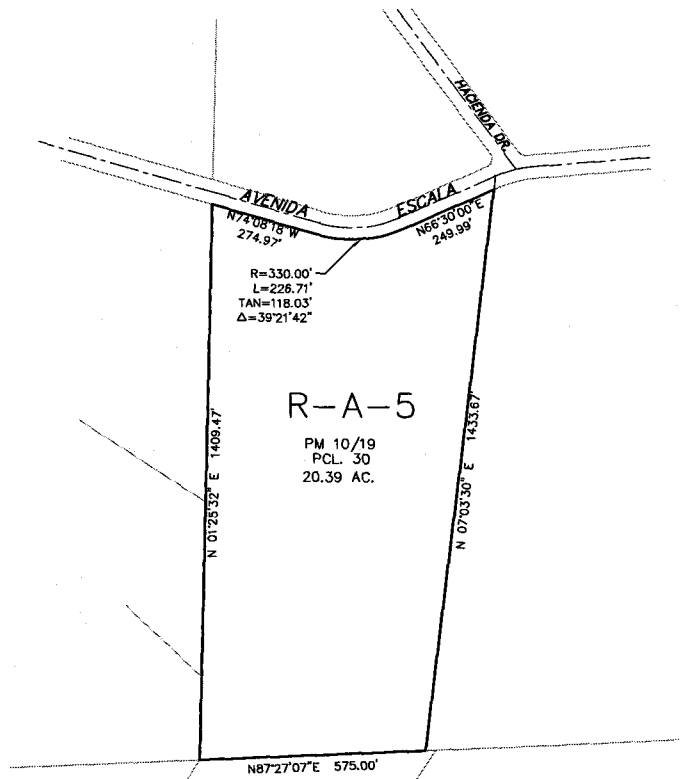 HACIENDA DR.
AVENIDA ESCALA
N74°08'18"W
274.97'
N66°30'00"E
249.99'
R=330.00'
L=226.71'
TAN=118.03'
Δ=39°21'42"
R-A-5
PM 10/19
PCL. 30
20.39 AC.
N 01°25'32" E 1409.47'
N 07°03'30" E 1433.67'
N87°27'07"E 575.00'